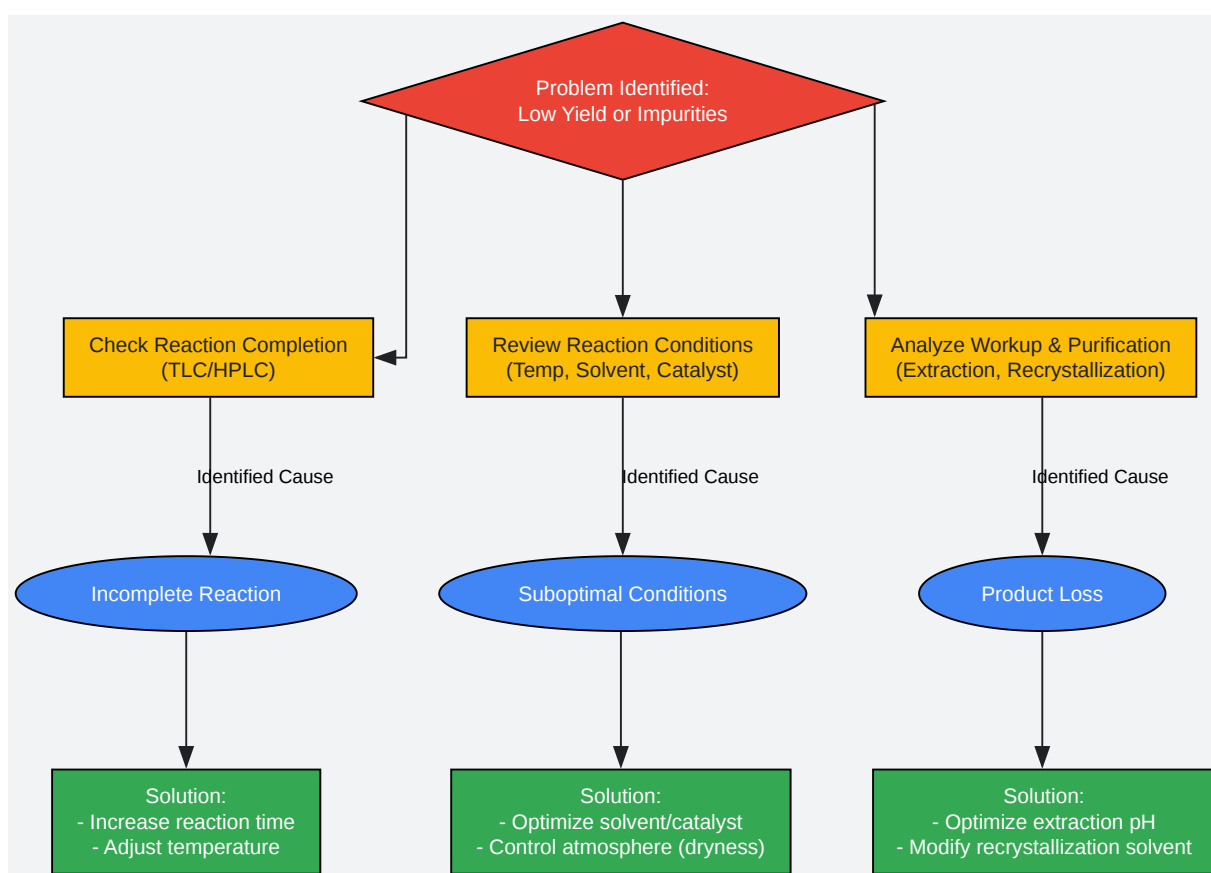 Problem Identified:
Low Yield or Impurities
Check Reaction Completion
(TLC/HPLC)
Review Reaction Conditions
(Temp, Solvent, Catalyst)
Analyze Workup & Purification
(Extraction, Recrystallization)
Identified Cause
Identified Cause
Identified Cause
Incomplete Reaction
Suboptimal Conditions
Product Loss
Solution:
- Increase reaction time
- Adjust temperature
Solution:
- Optimize solvent/catalyst
- Control atmosphere (dryness)
Solution:
- Optimize extraction pH
- Modify recrystallization solvent